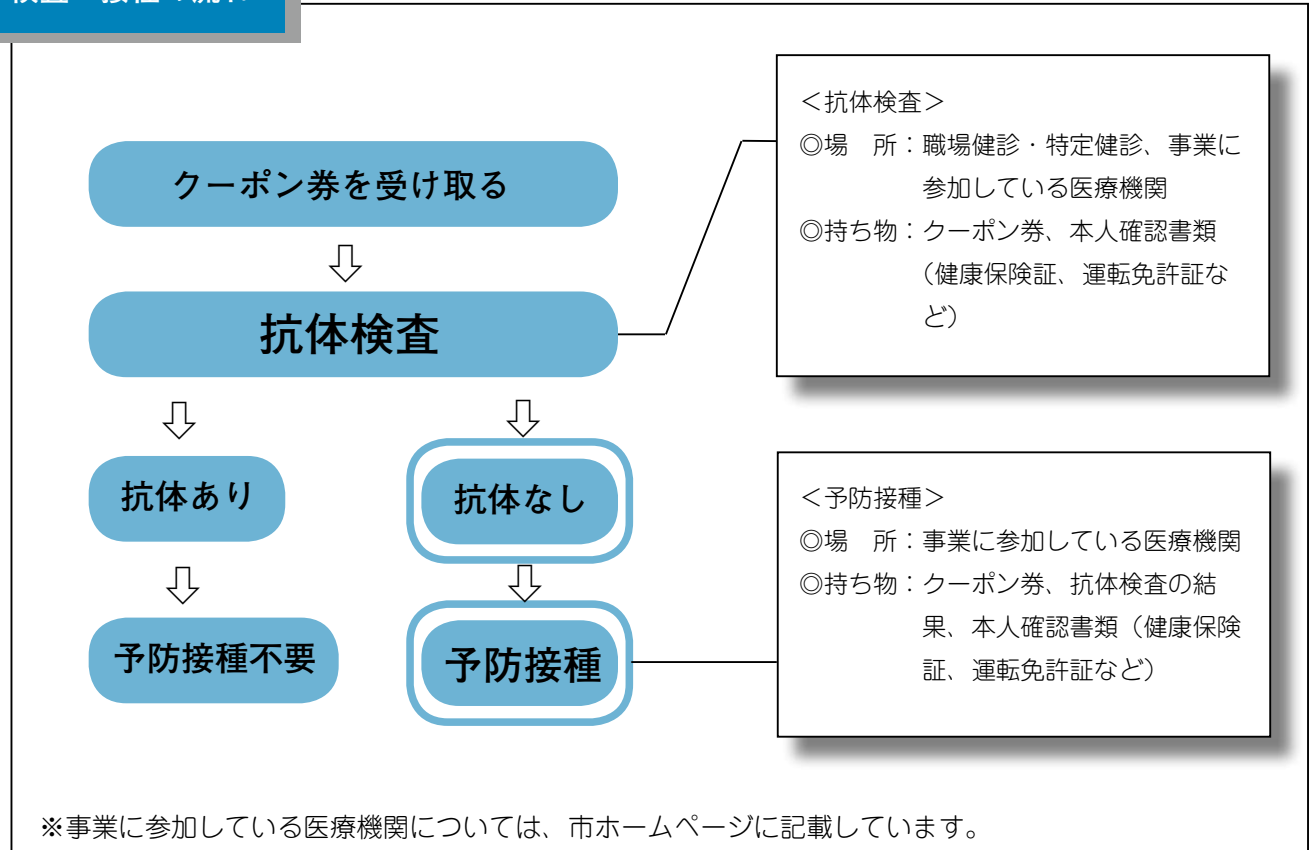 クーポン券を受け取る
抗体検査
抗体あり
抗体なし
予防接種不要
予防接種
＜抗体検査＞
◎場　所：職場健診・特定健診、事業に
参加している医療機関
◎持ち物：クーポン券、本人確認書類
（健康保険証、運転免許証な
ど）
＜予防接種＞
◎場　所：事業に参加している医療機関
◎持ち物：クーポン券、抗体検査の結
果、本人確認書類（健康保険
証、運転免許証など）
※事業に参加している医療機関については、市ホームページに記載しています。